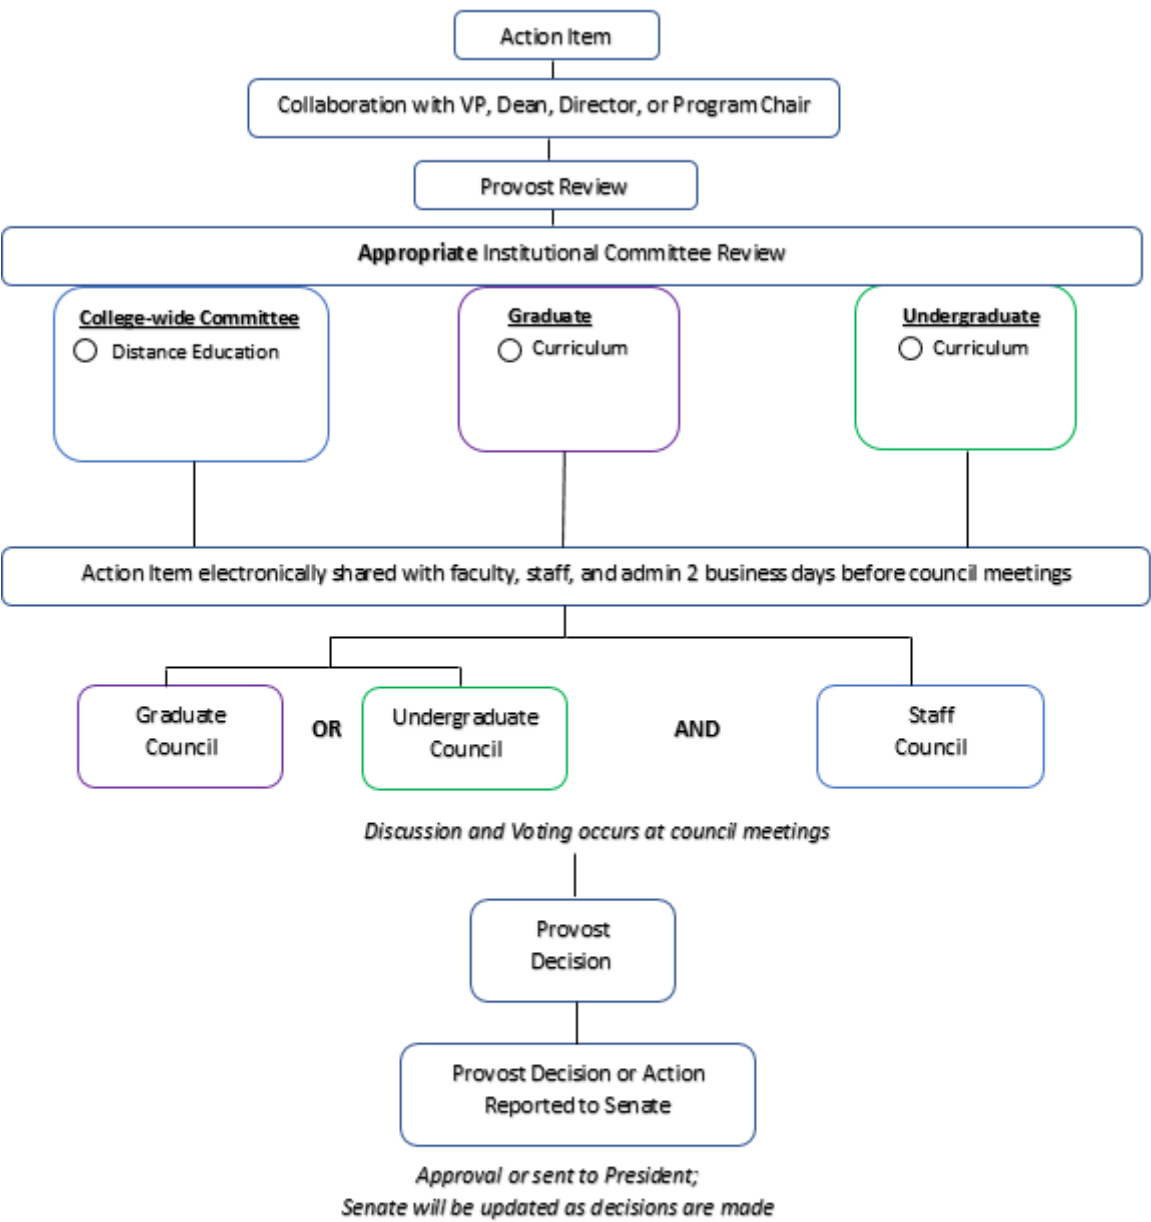 Action Item
Collaboration with VP, Dean, Director, or Program Chair
Provost Review
Appropriate Institutional Committee Review
College-wide Committee
Distance Education
Graduate
Curriculum
Undergraduate
Curriculum
Action Item electronically shared with faculty, staff, and admin 2 business days before council meetings
Graduate
Council
OR
Undergraduate
Council
AND
Staff
Council
Discussion and Voting occurs at council meetings
Provost
Decision
Provost Decision or Action
Reported to Senate
Approval or sent to President;
Senate will be updated as decisions are made